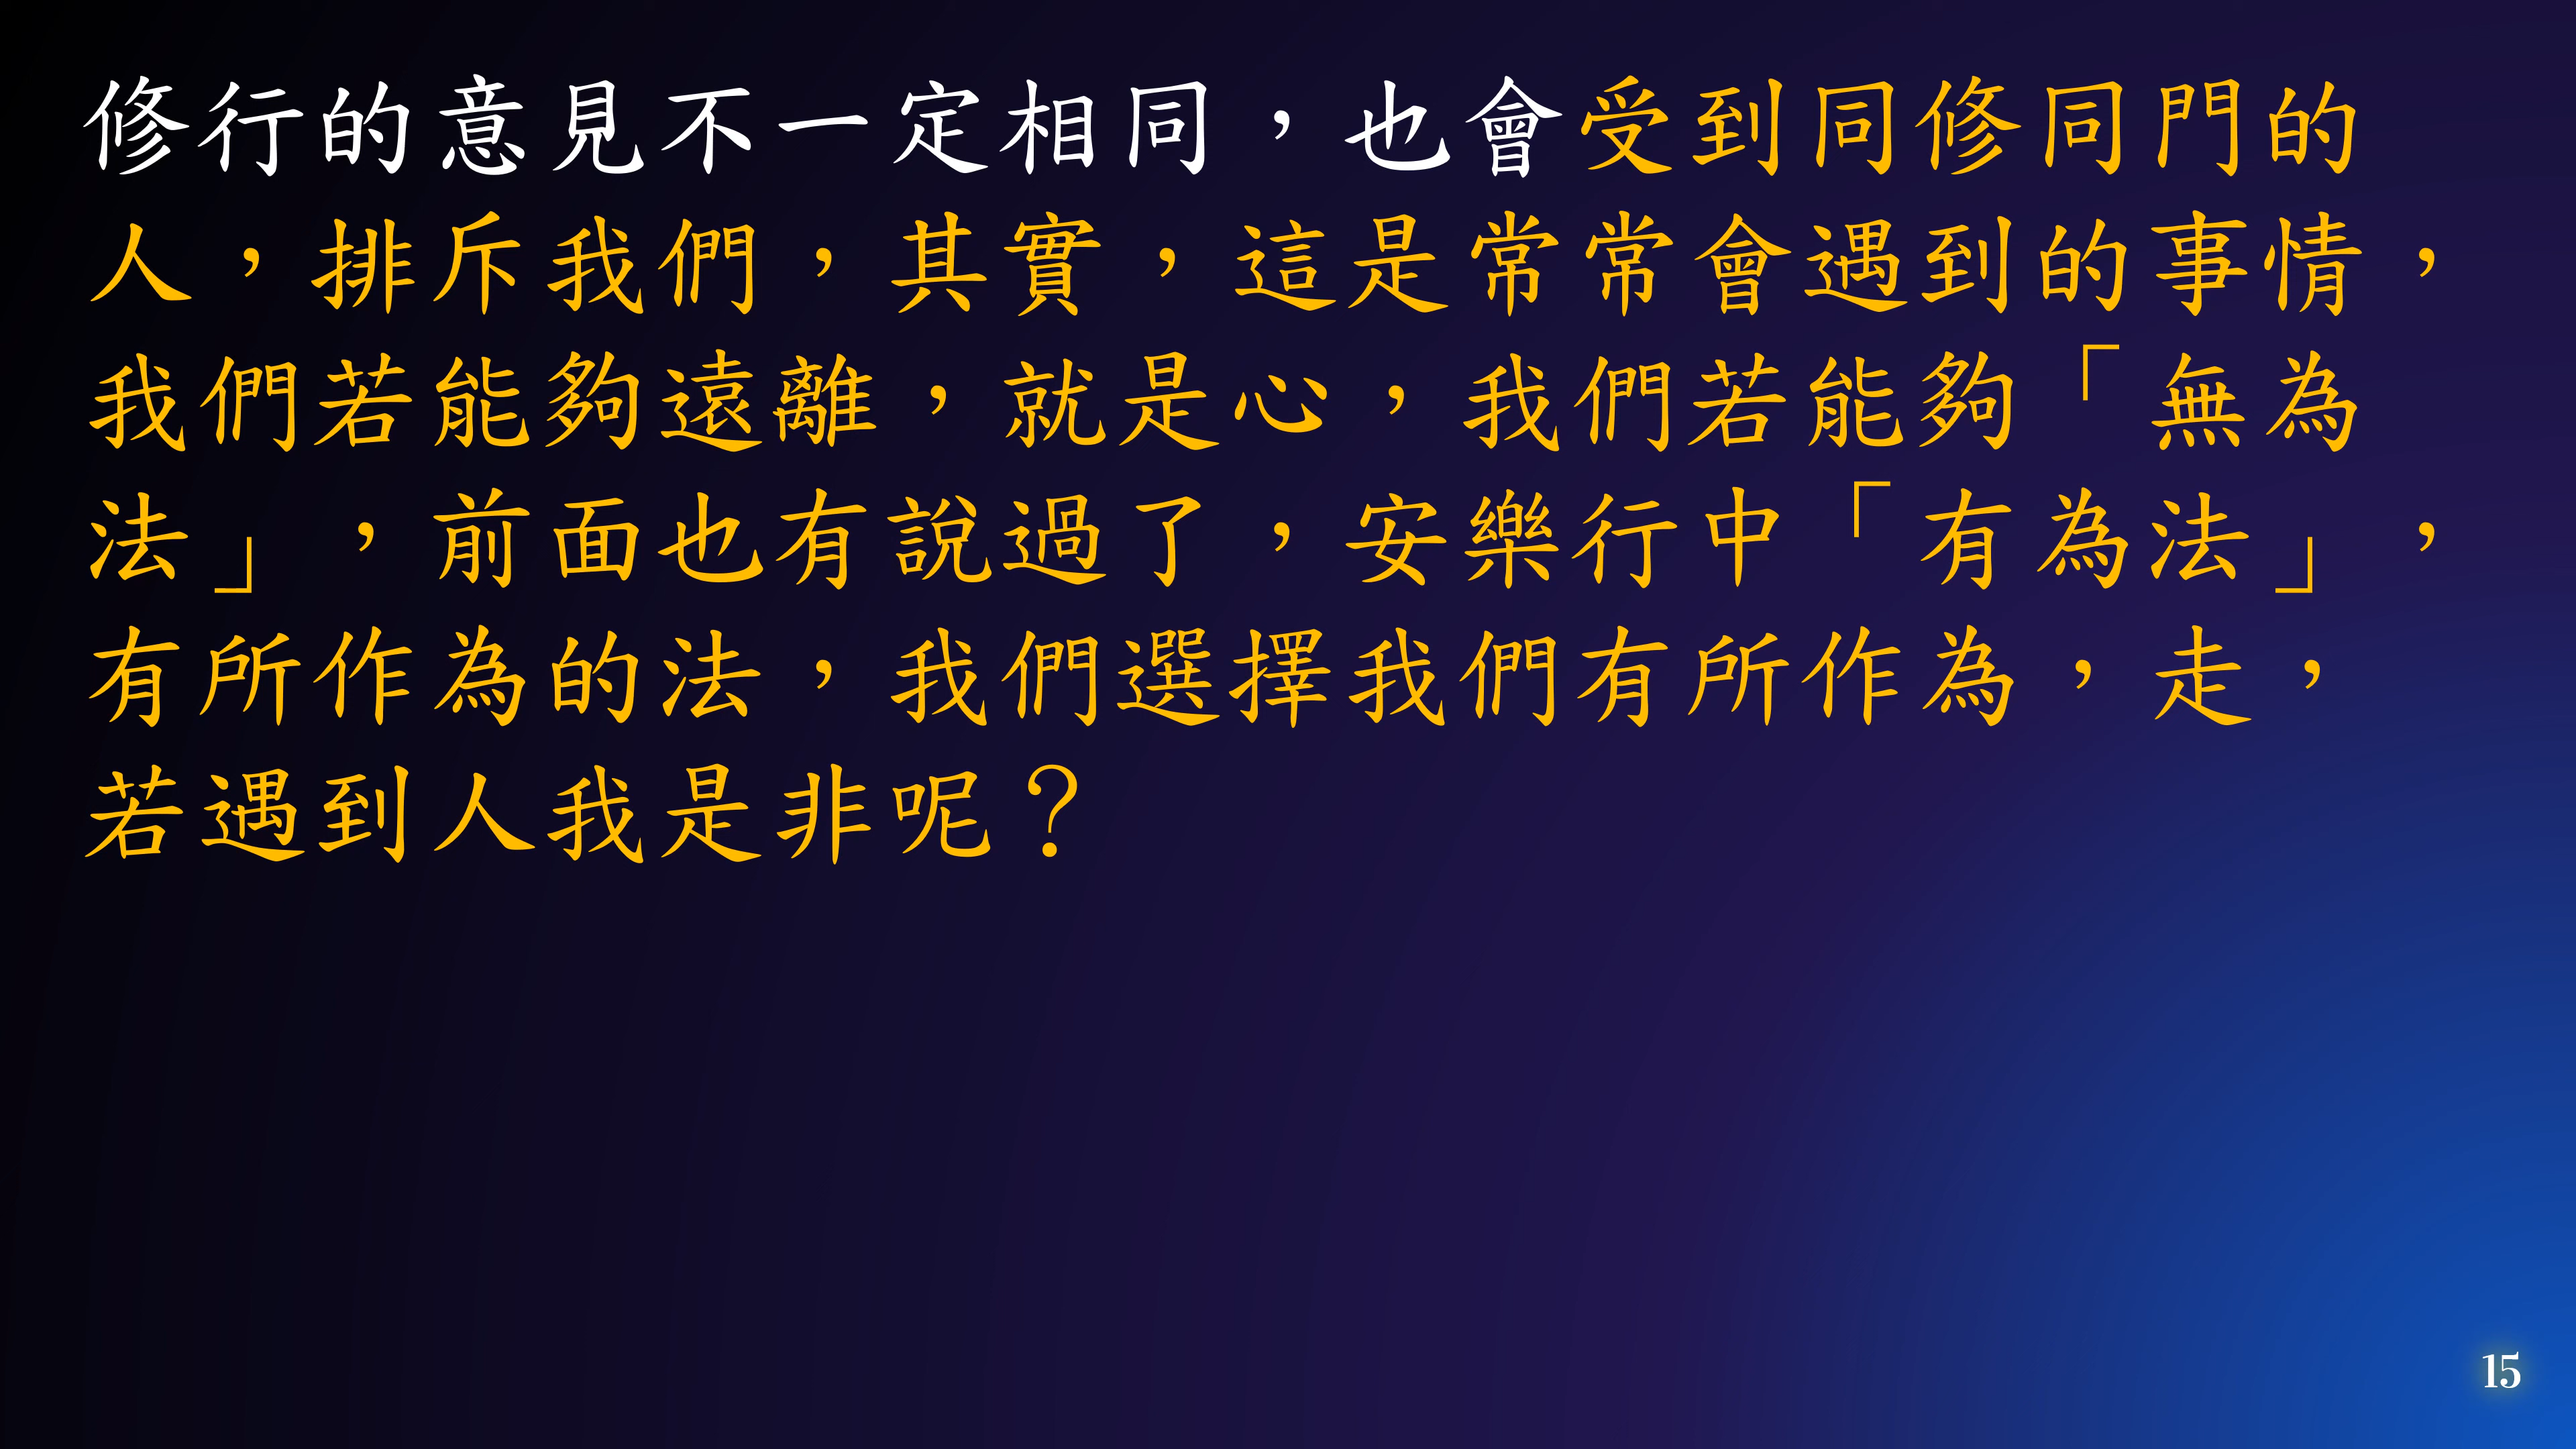 修行的意見不一定相同，也會受到同修同門的
人，排斥我們，其實，這是常常會遇到的事情，
我們若能夠遠離，就是心，我們若能夠「無為
法」，前面也有說過了，安樂行中「有為法」，
有所作為的法，我們選擇我們有所作為，走，
若遇到人我是非呢？
15